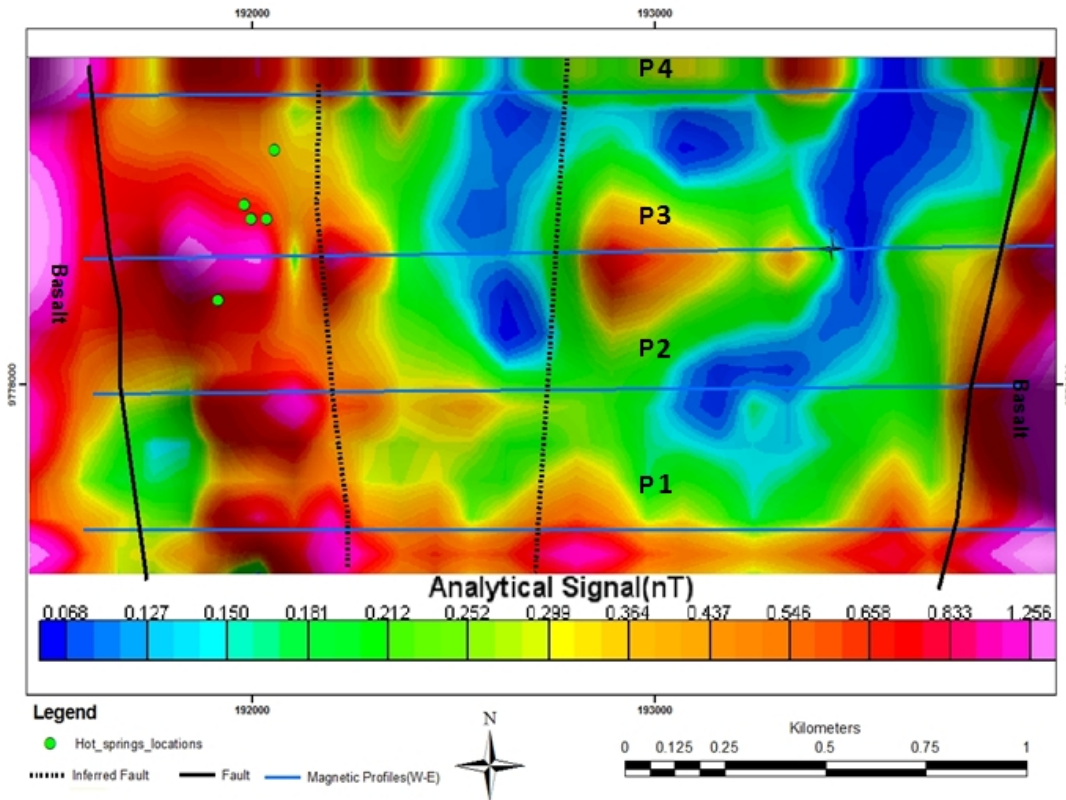 192000 193000
P4
P3
Basalt
P2
9778000
Basalt
P1
Analytical Signal(nT)
0.068 0.127 0.150 0.181 0.212 0.252 0.299 0.364 0.437 0.546 0.658 0.833 1.256
192000 193000
Legend
Hot_springs_locations
Inferred Fault Fault Magnetic Profiles(W-E)
N
Kilometers
0 0.125 0.25 0.5 0.75 1